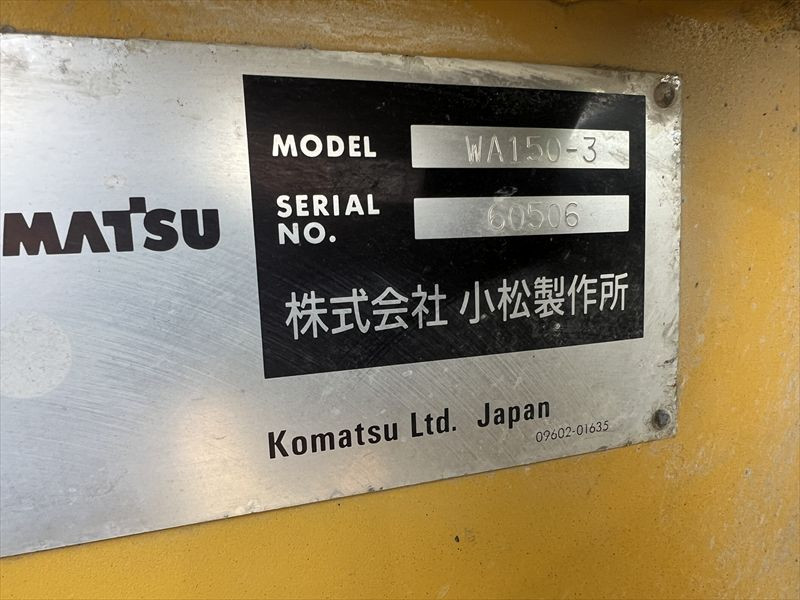 MATSU
MODEL WA150-3
SERIAL NO. 60506
株式会社 小松製作所
Komatsu Ltd. Japan
09602-01635